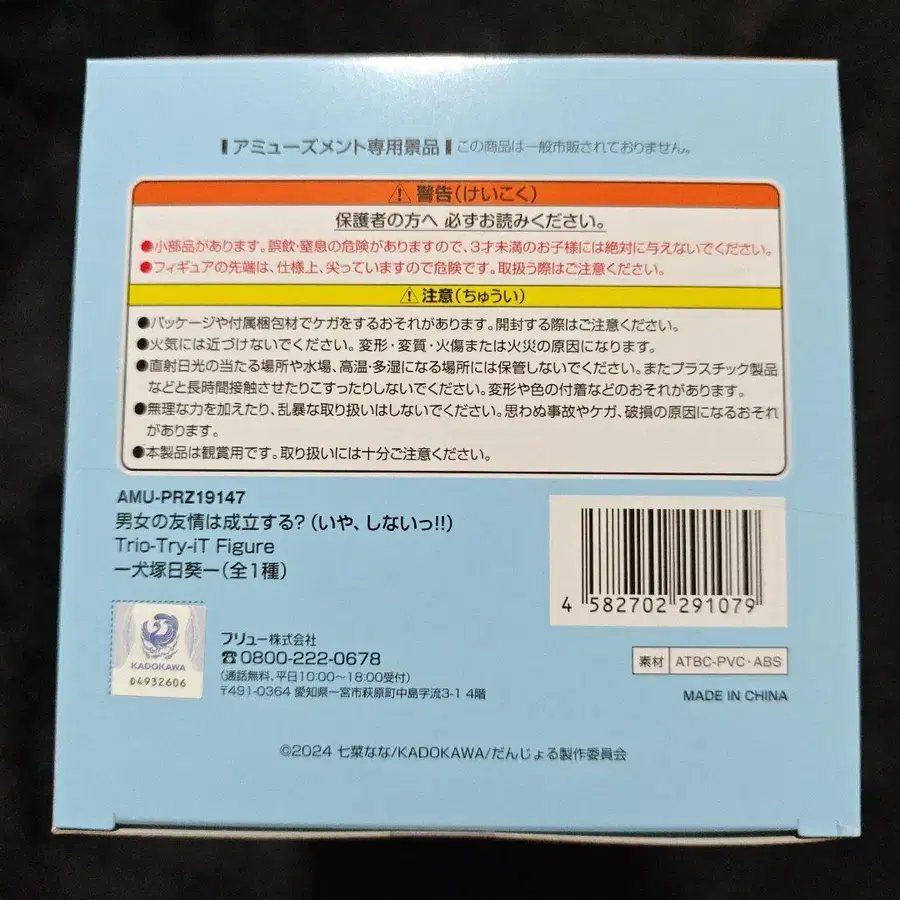 アミューズメント専用景品 この商品は一般市販されておりません。
⚠警告(けいこく)
保護者の方へ 必ずお読みください。
●小部品があります。誤飲・窒息の危険がありますので、3才未満のお子様には絶対に与えないでください。
●フィギュアの先端は、仕様上、尖っていますので危険です。取扱う際はご注意ください。
⚠注意(ちゅうい)
●パッケージや付属梱包材でケガをするおそれがあります。開封する際はご注意ください。
●火気には近づけないでください。変形・変質・火傷または火災の原因になります。
●直射日光の当たる場所や水場、高温・多湿になる場所には保管しないでください。またプラスチック製品
などと長時間接触させたりこすったりしないでください。変形や色の付着などのおそれがあります。
●無理な力を加えたり、乱暴な取り扱いはしないでください。思わぬ事故やケガ、破損の原因になるおそれ
があります。
●本製品は観賞用です。取り扱いには十分ご注意ください。
AMU-PRZ19147
男女の友情は成立する?(いや、しないっ!!)
Trio-Try-iT Figure
ー犬塚日葵ー(全1種)
4 582702 291079
KADOKAWA
04932606
フリュー株式会社
☎0800-222-0678
(通話無料、平日10:00~18:00受付)
〒491-0364 愛知県一宮市萩原町中島字流3-1 4階
素材 ATBC-PVC・ABS
MADE IN CHINA
©2024 七菜なな/KADOKAWA/だんじょる製作委員会